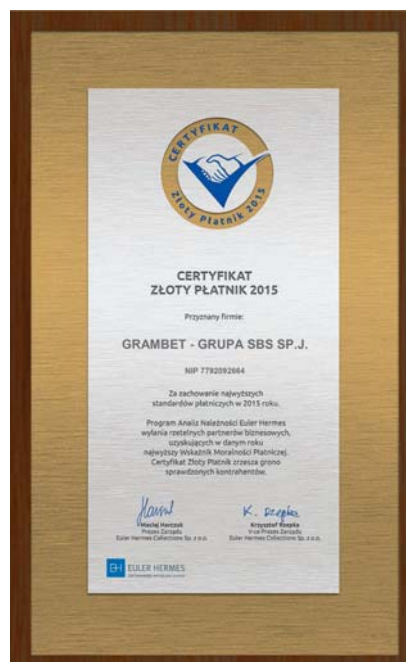 CERTYFIKAT
Złoty Płatnik 2015
CERTYFIKAT
ZŁOTY PŁATNIK 2015
Przyznany firmie:
GRAMBET - GRUPA SBS SP.J.
NIP 7792092664
Za zachowanie najwyższych
standardów płatniczych w 2015 roku.
Program Analiz Należności Euler Hermes
wyłania rzetelnych partnerów biznesowych,
uzyskujących w danym roku
najwyższy Wskaźnik Moralności Płatniczej.
Certyfikat Złoty Płatnik zrzesza grono
sprawdzonych kontrahentów.
K. Rzepka
Maciej Harczuk
Prezes Zarządu
Euler Hermes Collections Sp. z o.o.
Krzysztof Rzepka
V-ce Prezes Zarządu
Euler Hermes Collections Sp. z o.o.
EH EULER HERMES